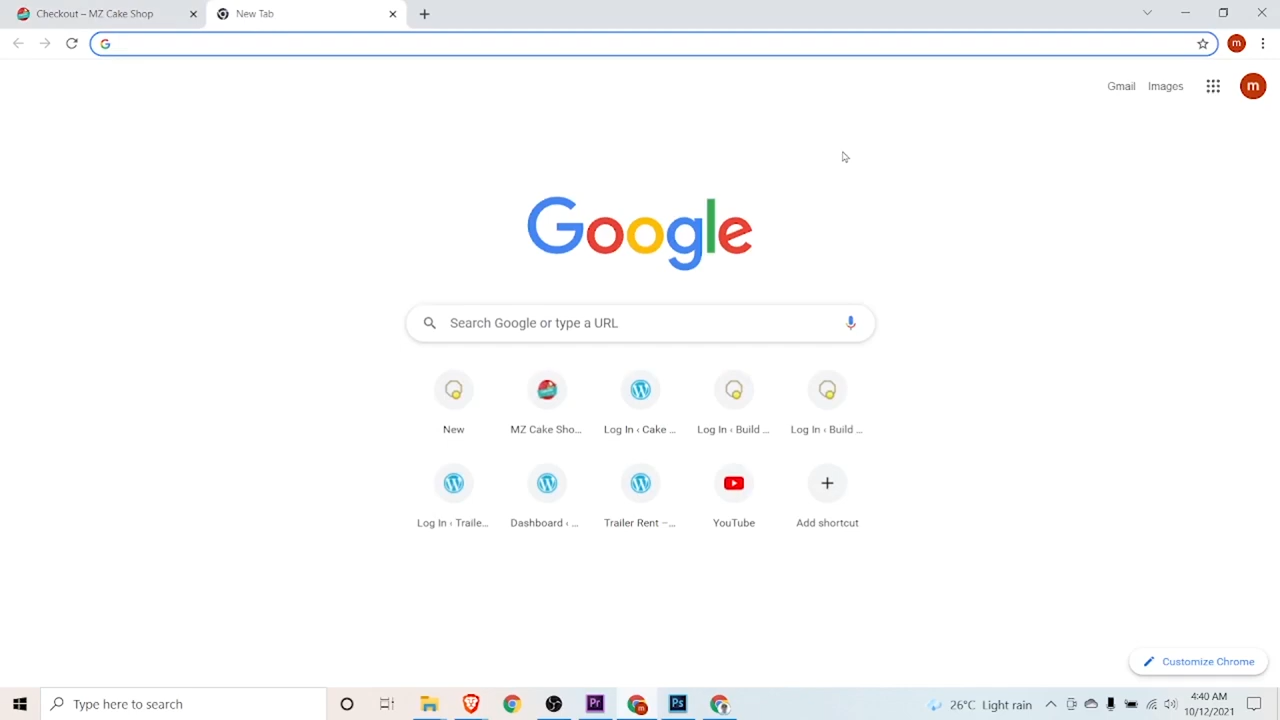 Checkout – MZ Cake Shop
New Tab
m
Gmail
Images
m
Google
Search Google or type a URL
New
MZ Cake Sho...
Log In ‹ Cake ...
Log In ‹ Build ...
Log In ‹ Build ...
Log In ‹ Traile...
Dashboard ‹ ...
Trailer Rent –...
YouTube
Add shortcut
Customize Chrome
Type here to search
Pr
m
Ps
26°C Light rain
4:40 AM
10/12/2021